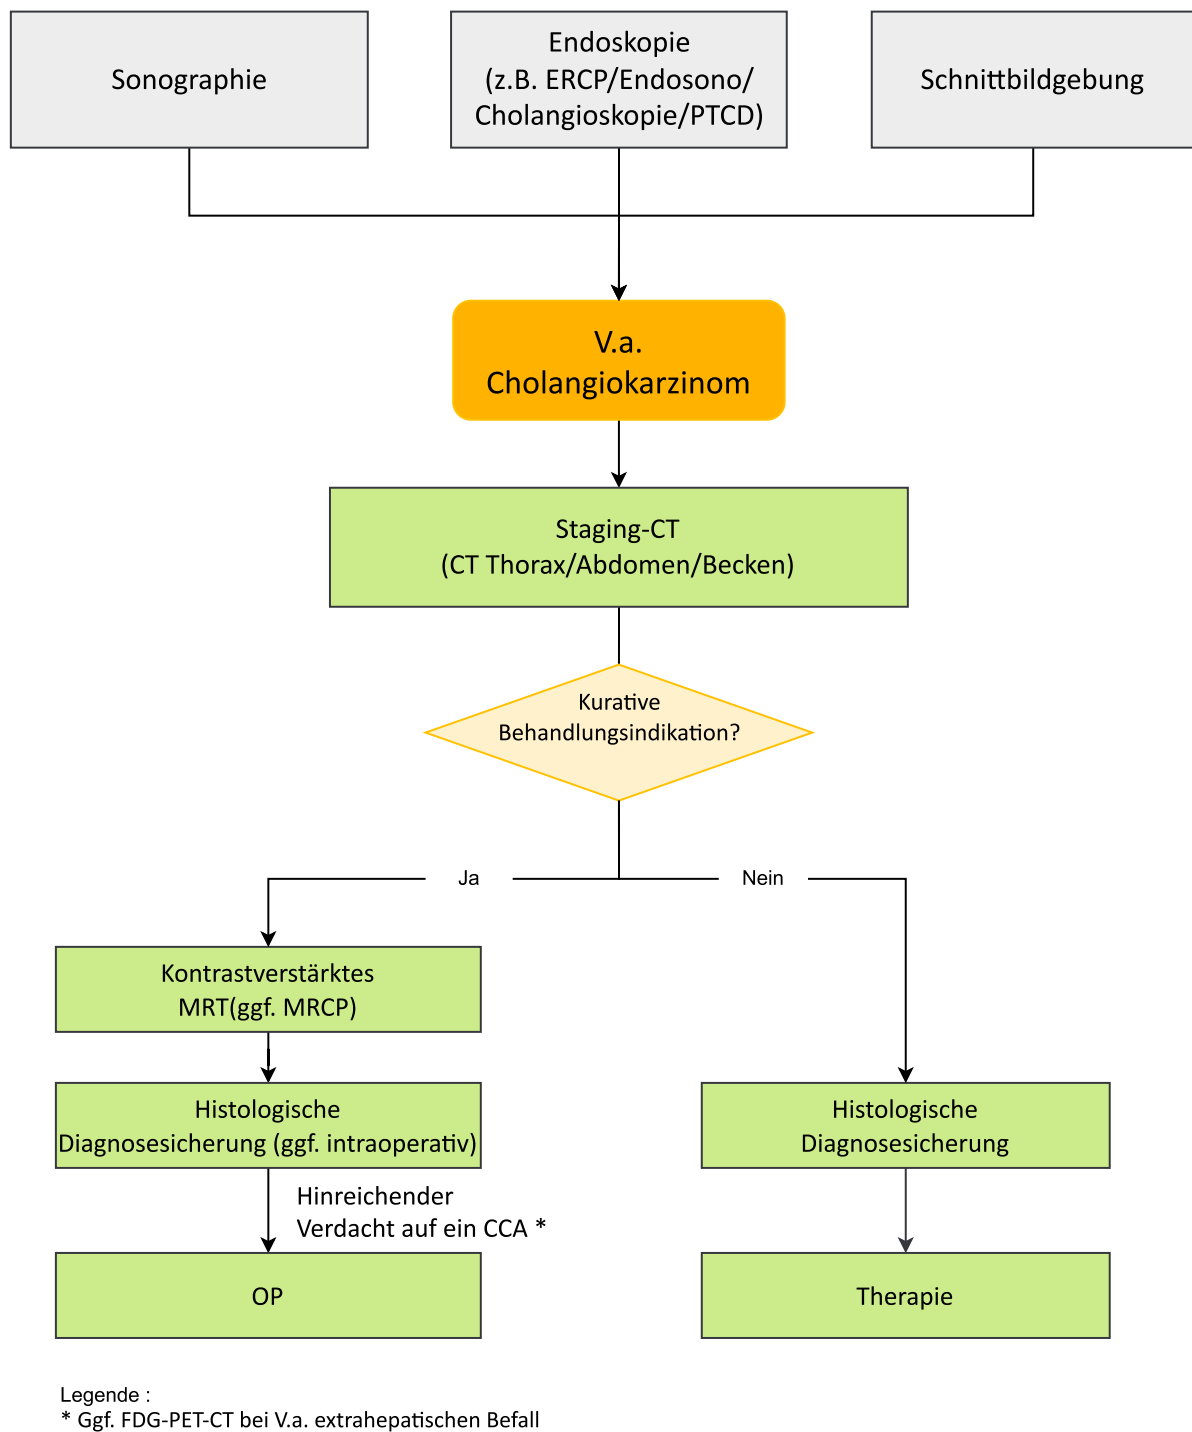 Sonographie
Endoskopie
(z.B. ERCP/Endosono/
Cholangioskopie/PTCD)
Schnittbildgebung
V.a.
Cholangiokarzinom
Staging-CT
(CT Thorax/Abdomen/Becken)
Kurative
Behandlungsindikation?
Ja
Nein
Kontrastverstärktes
MRT(ggf. MRCP)
Histologische
Diagnosesicherung (ggf. intraoperativ)
Histologische
Diagnosesicherung
Hinreichender
Verdacht auf ein CCA *
OP
Therapie
Legende :
* Ggf. FDG-PET-CT bei V.a. extrahepatischen Befall